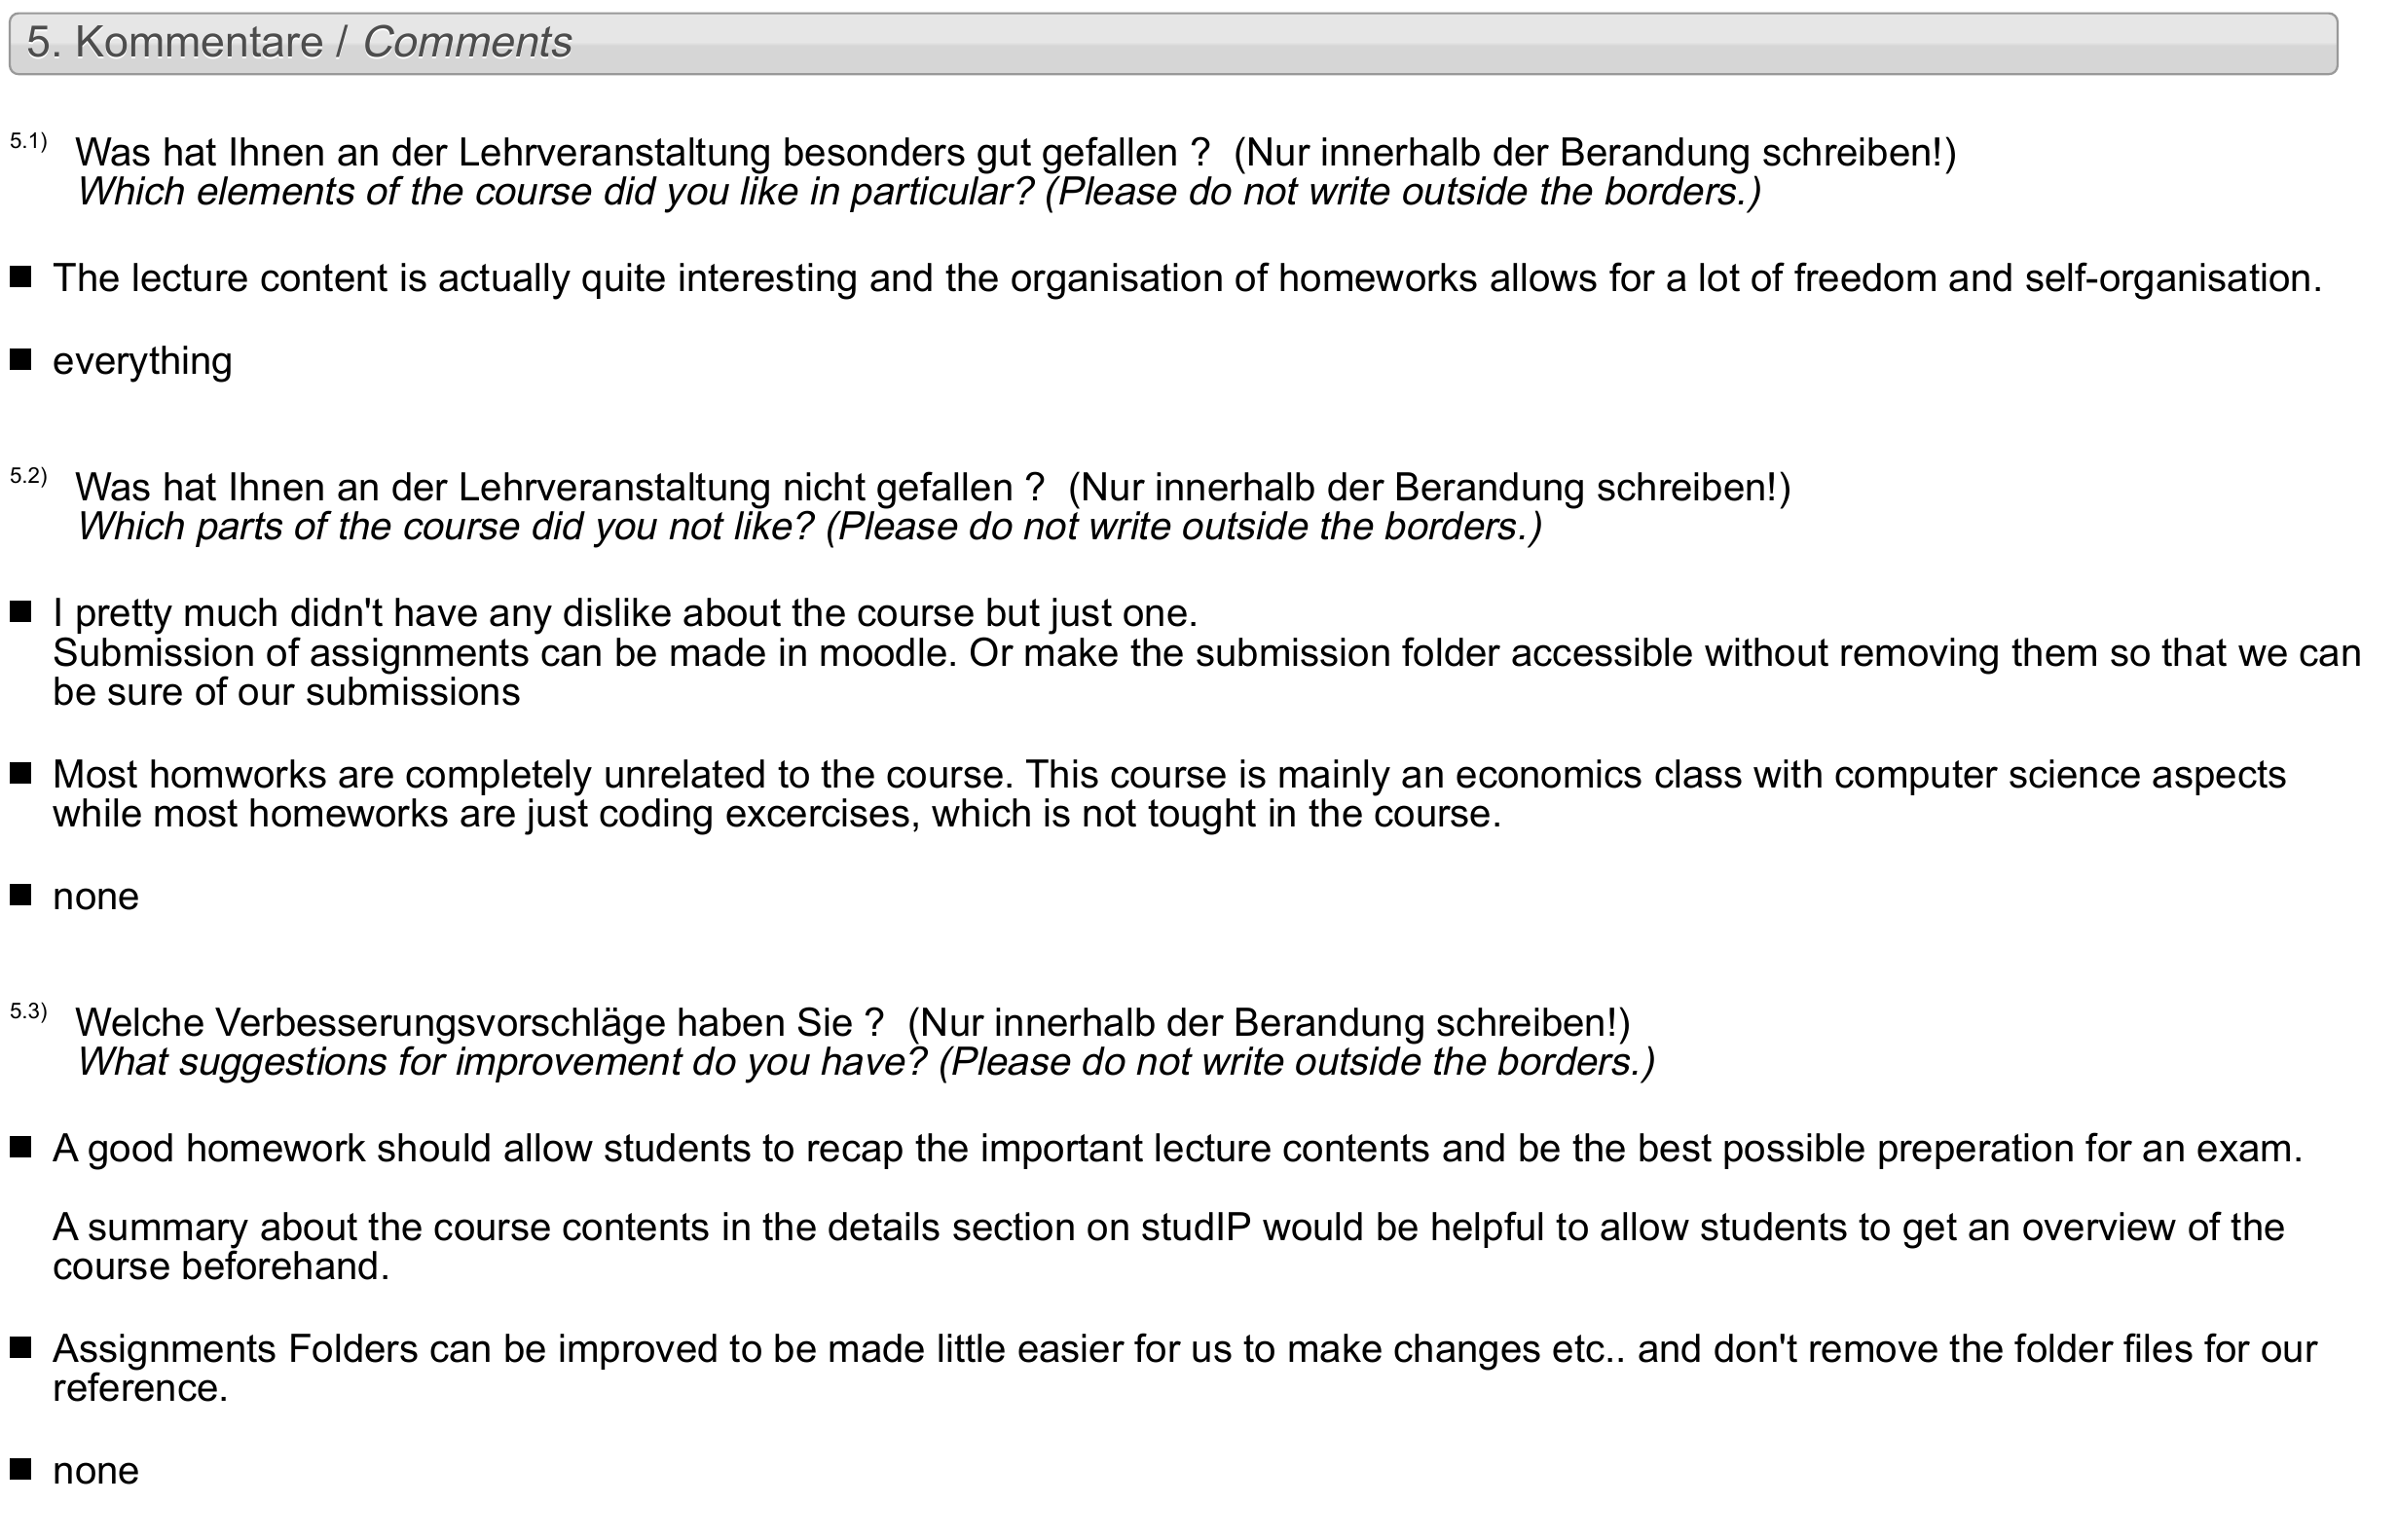 5. Kommentare / Comments
5.1) Was hat Ihnen an der Lehrveranstaltung besonders gut gefallen ?  (Nur innerhalb der Berandung schreiben!)
Which elements of the course did you like in particular? (Please do not write outside the borders.)
■ The lecture content is actually quite interesting and the organisation of homeworks allows for a lot of freedom and self-organisation.
■ everything
5.2) Was hat Ihnen an der Lehrveranstaltung nicht gefallen ?  (Nur innerhalb der Berandung schreiben!)
Which parts of the course did you not like? (Please do not write outside the borders.)
■ I pretty much didn't have any dislike about the course but just one.
Submission of assignments can be made in moodle. Or make the submission folder accessible without removing them so that we can
be sure of our submissions
■ Most homworks are completely unrelated to the course. This course is mainly an economics class with computer science aspects
while most homeworks are just coding excercises, which is not tought in the course.
■ none
5.3) Welche Verbesserungsvorschläge haben Sie ?  (Nur innerhalb der Berandung schreiben!)
What suggestions for improvement do you have? (Please do not write outside the borders.)
■ A good homework should allow students to recap the important lecture contents and be the best possible preperation for an exam.
A summary about the course contents in the details section on studIP would be helpful to allow students to get an overview of the
course beforehand.
■ Assignments Folders can be improved to be made little easier for us to make changes etc.. and don't remove the folder files for our
reference.
■ none